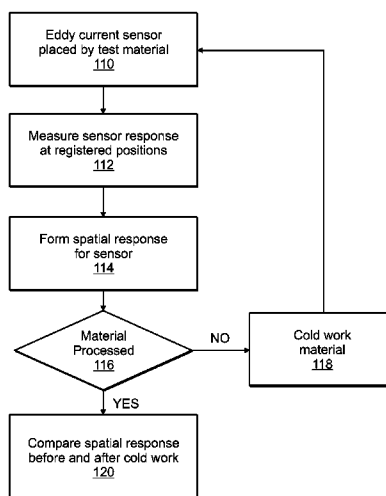 Eddy current sensor
placed by test material
110
Measure sensor response
at registered positions
112
Form spatial response
for sensor
114
Material
Processed
116
NO
Cold work
material
118
YES
Compare spatial response
before and after cold work
120